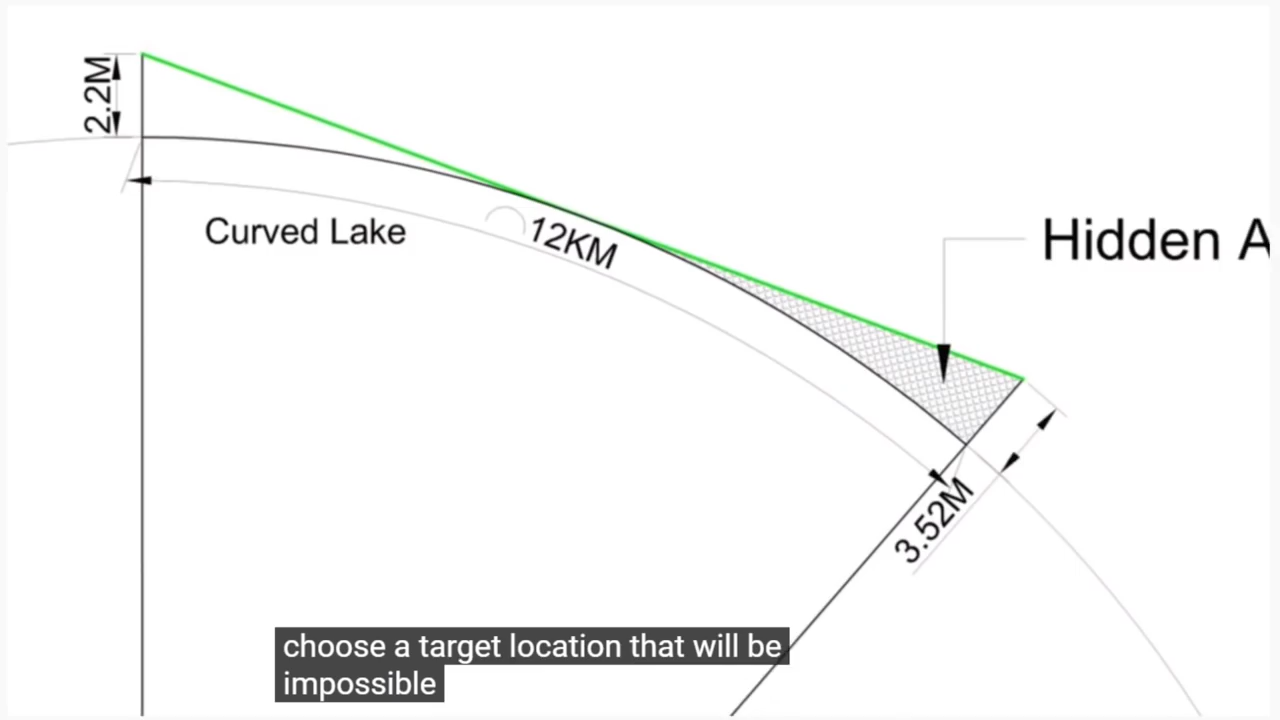 2.2M
Curved Lake
12KM
Hidden A
3.52M
choose a target location that will be
impossible